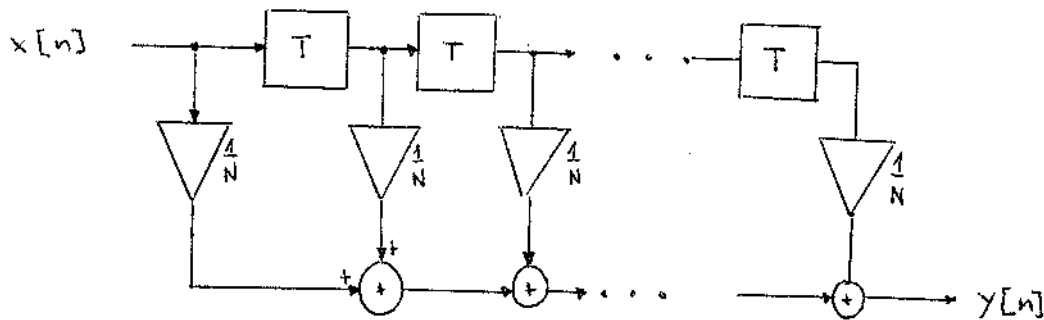 x[n]
T
T
. . .
T
1/N
1/N
1/N
1/N
+
+
+
+
. . .
+
y[n]